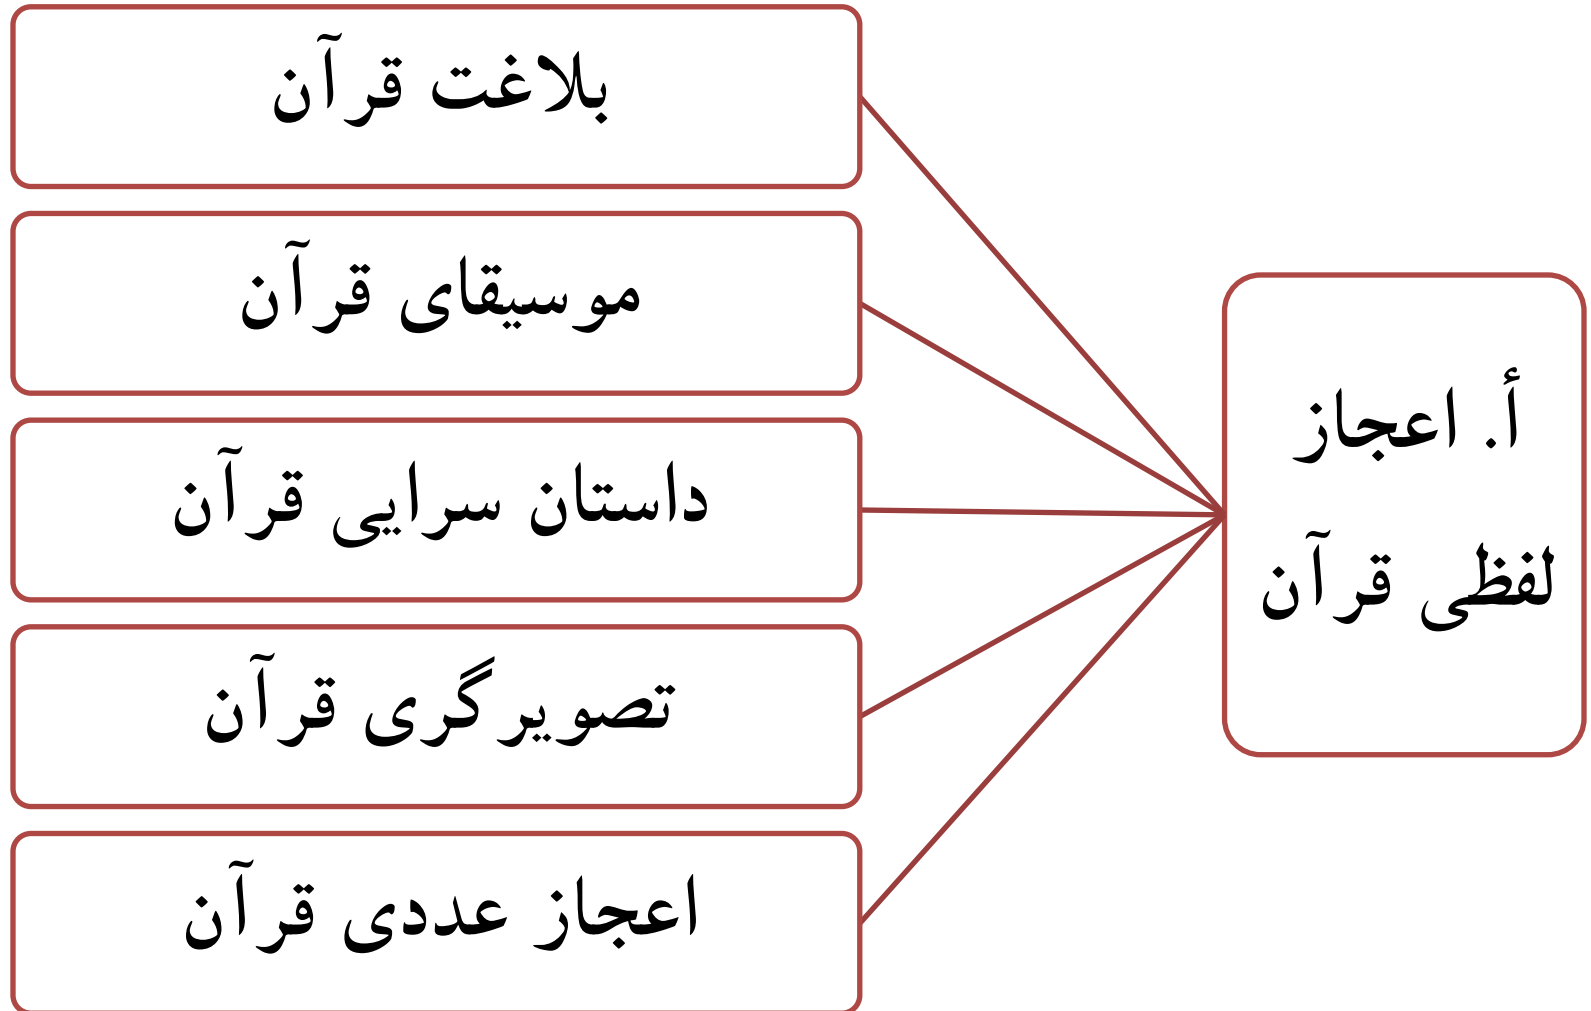 أ. اعجاز
لفظی قرآن
بلاغت قرآن
موسیقای قرآن
داستان سرایی قرآن
تصویرگری قرآن
اعجاز عددی قرآن